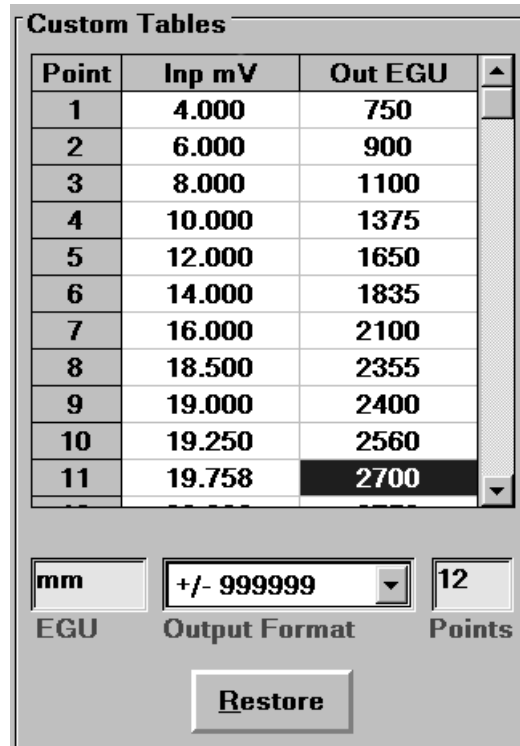 Custom Tables
Point Inp mV Out EGU
1 4.000 750
2 6.000 900
3 8.000 1100
4 10.000 1375
5 12.000 1650
6 14.000 1835
7 16.000 2100
8 18.500 2355
9 19.000 2400
10 19.250 2560
11 19.758 2700
mm +/- 999999 12
EGU Output Format Points
Restore